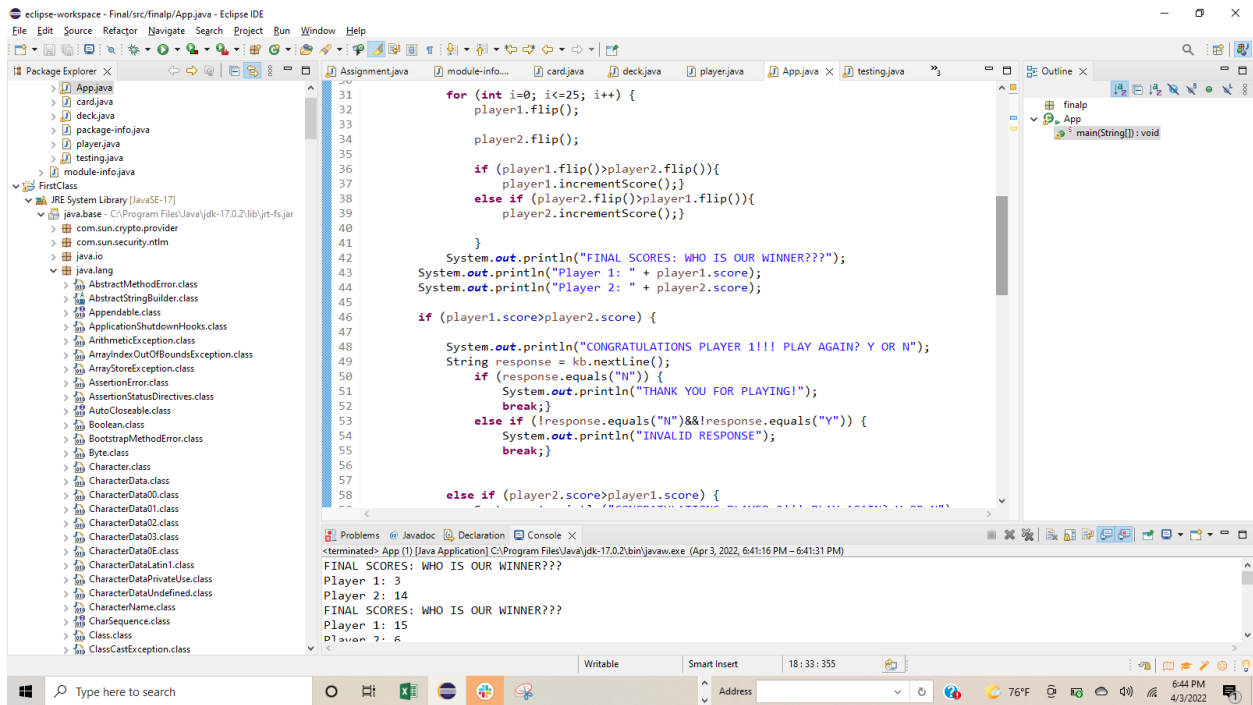 eclipse-workspace - Final/src/finalp/App.java - Eclipse IDE
File Edit Source Refactor Navigate Search Project Run Window Help
Package Explorer
App.java
card.java
deck.java
package-info.java
player.java
testing.java
module-info.java
FirstClass
JRE System Library [JavaSE-17]
java.base - C:\Program Files\Java\jdk-17.0.2\lib\jrt-fs.jar
com.sun.crypto.provider
com.sun.security.ntlm
java.io
java.lang
AbstractMethodError.class
AbstractStringBuilder.class
Appendable.class
ApplicationShutdownHooks.class
ArithmeticException.class
ArrayIndexOutOfBoundsException.class
ArrayStoreException.class
AssertionError.class
AssertionStatusDirectives.class
AutoCloseable.class
Boolean.class
BootstrapMethodError.class
Byte.class
Character.class
CharacterData.class
CharacterData00.class
CharacterData01.class
CharacterData02.class
CharacterData03.class
CharacterData0E.class
CharacterDataLatin1.class
CharacterDataPrivateUse.class
CharacterDataUndefined.class
CharacterName.class
CharSequence.class
Class.class
ClassCastException.class
Assignment.java module-info.... card.java deck.java player.java App.java testing.java 3
31 for (int i=0; i<=25; i++) {
32 player1.flip();
33
34 player2.flip();
35
36 if (player1.flip()>player2.flip()){
37 player1.incrementScore();}
38 else if (player2.flip()>player1.flip()){
39 player2.incrementScore();}
40
41 }
42 System.out.println("FINAL SCORES: WHO IS OUR WINNER???");
43 System.out.println("Player 1: " + player1.score);
44 System.out.println("Player 2: " + player2.score);
45
46 if (player1.score>player2.score) {
47
48 System.out.println("CONGRATULATIONS PLAYER 1!!! PLAY AGAIN? Y OR N");
49 String response = kb.nextLine();
50 if (response.equals("N")) {
51 System.out.println("THANK YOU FOR PLAYING!");
52 break;}
53 else if (!response.equals("N")&&!response.equals("Y")) {
54 System.out.println("INVALID RESPONSE");
55 break;}
56
57
58 else if (player2.score>player1.score) {
Outline
finalp
App
main(String[]) : void
Problems Javadoc Declaration Console
<terminated> App (1) [Java Application] C:\Program Files\Java\jdk-17.0.2\bin\javaw.exe (Apr 3, 2022, 6:41:16 PM – 6:41:31 PM)
FINAL SCORES: WHO IS OUR WINNER???
Player 1: 3
Player 2: 14
FINAL SCORES: WHO IS OUR WINNER???
Player 1: 15
Player 2: 6
Writable Smart Insert 18 : 33 : 355
Type here to search
Address
76°F
6:44 PM
4/3/2022